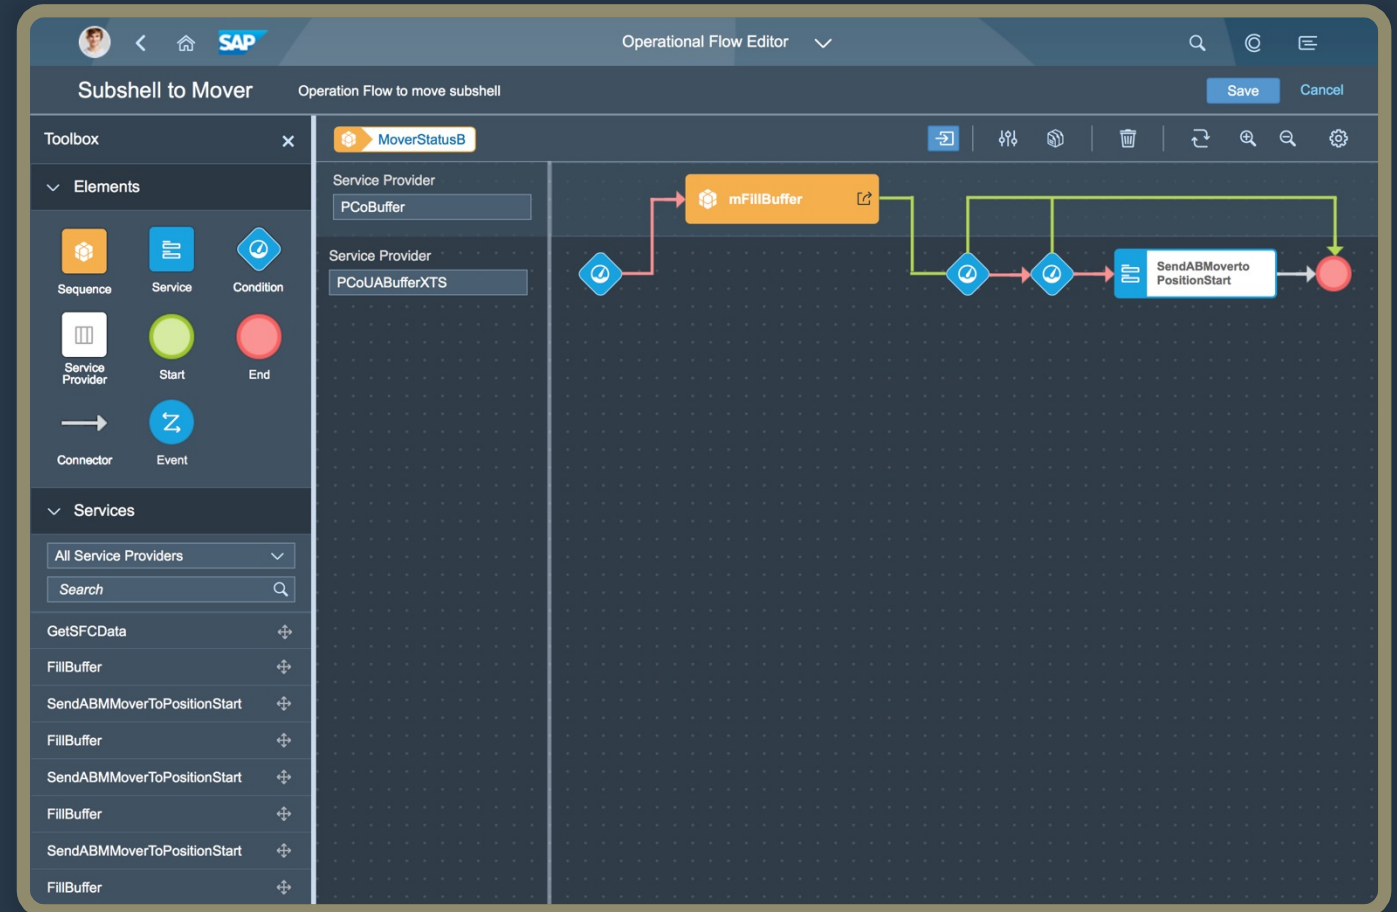 SAP
Operational Flow Editor
Subshell to Mover
Operation Flow to move subshell
Save
Cancel
Toolbox
Elements
Sequence
Service
Condition
Service
Provider
Start
End
Connector
Event
Services
All Service Providers
Search
GetSFCData
FillBuffer
SendABMMoverToPositionStart
FillBuffer
SendABMMoverToPositionStart
FillBuffer
SendABMMoverToPositionStart
FillBuffer
MoverStatusB
Service Provider
PCoBuffer
Service Provider
PCoUABufferXTS
mFillBuffer
SendABMoverto
PositionStart